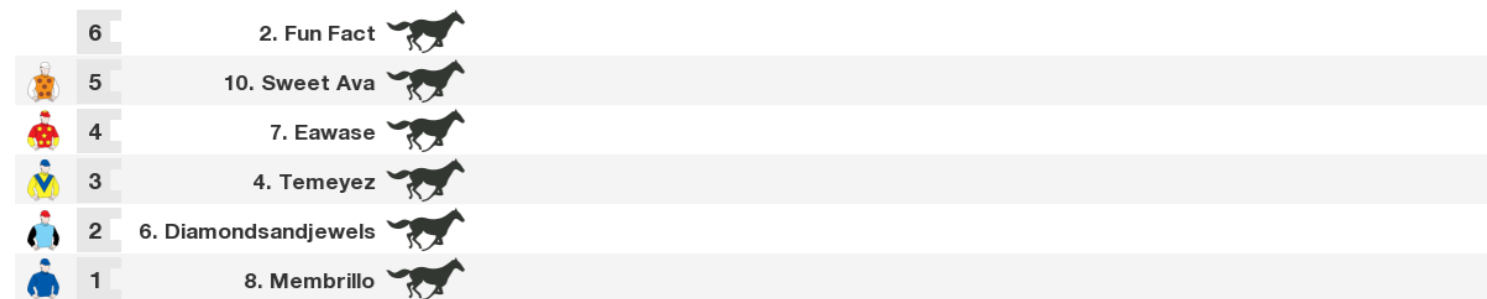 6 2. Fun Fact
5 10. Sweet Ava
4 7. Eawase
3 4. Temeyez
2 6. Diamondsandjewels
1 8. Membrillo